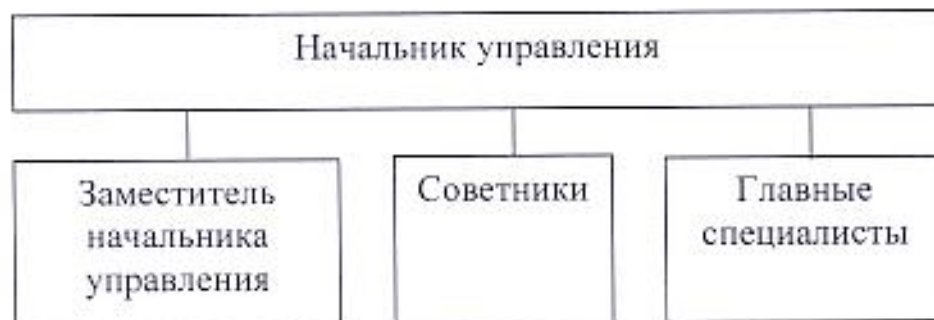 Начальник управления
Заместитель
начальника
управления
Советники
Главные
специалисты